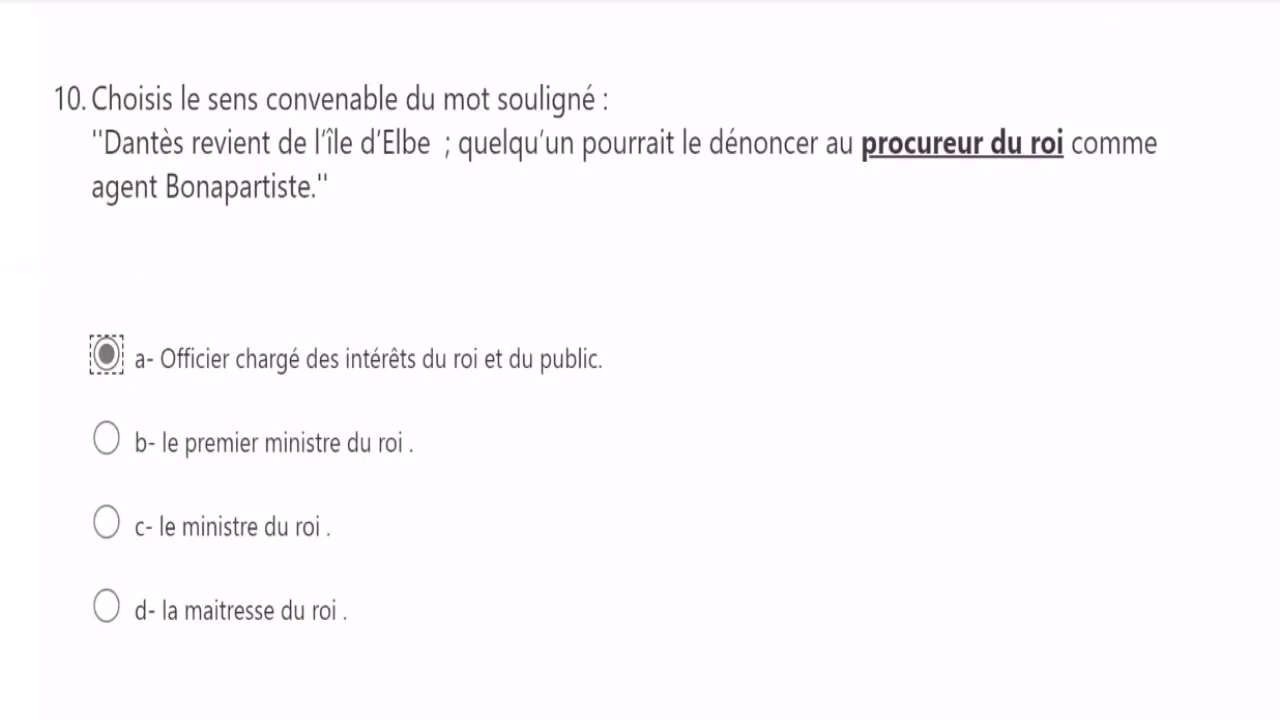 10. Choisis le sens convenable du mot souligné :
"Dantès revient de l'île d'Elbe ; quelqu'un pourrait le dénoncer au procureur du roi comme
agent Bonapartiste."
a- Officier chargé des intérêts du roi et du public.
b- le premier ministre du roi .
c- le ministre du roi .
d- la maitresse du roi .